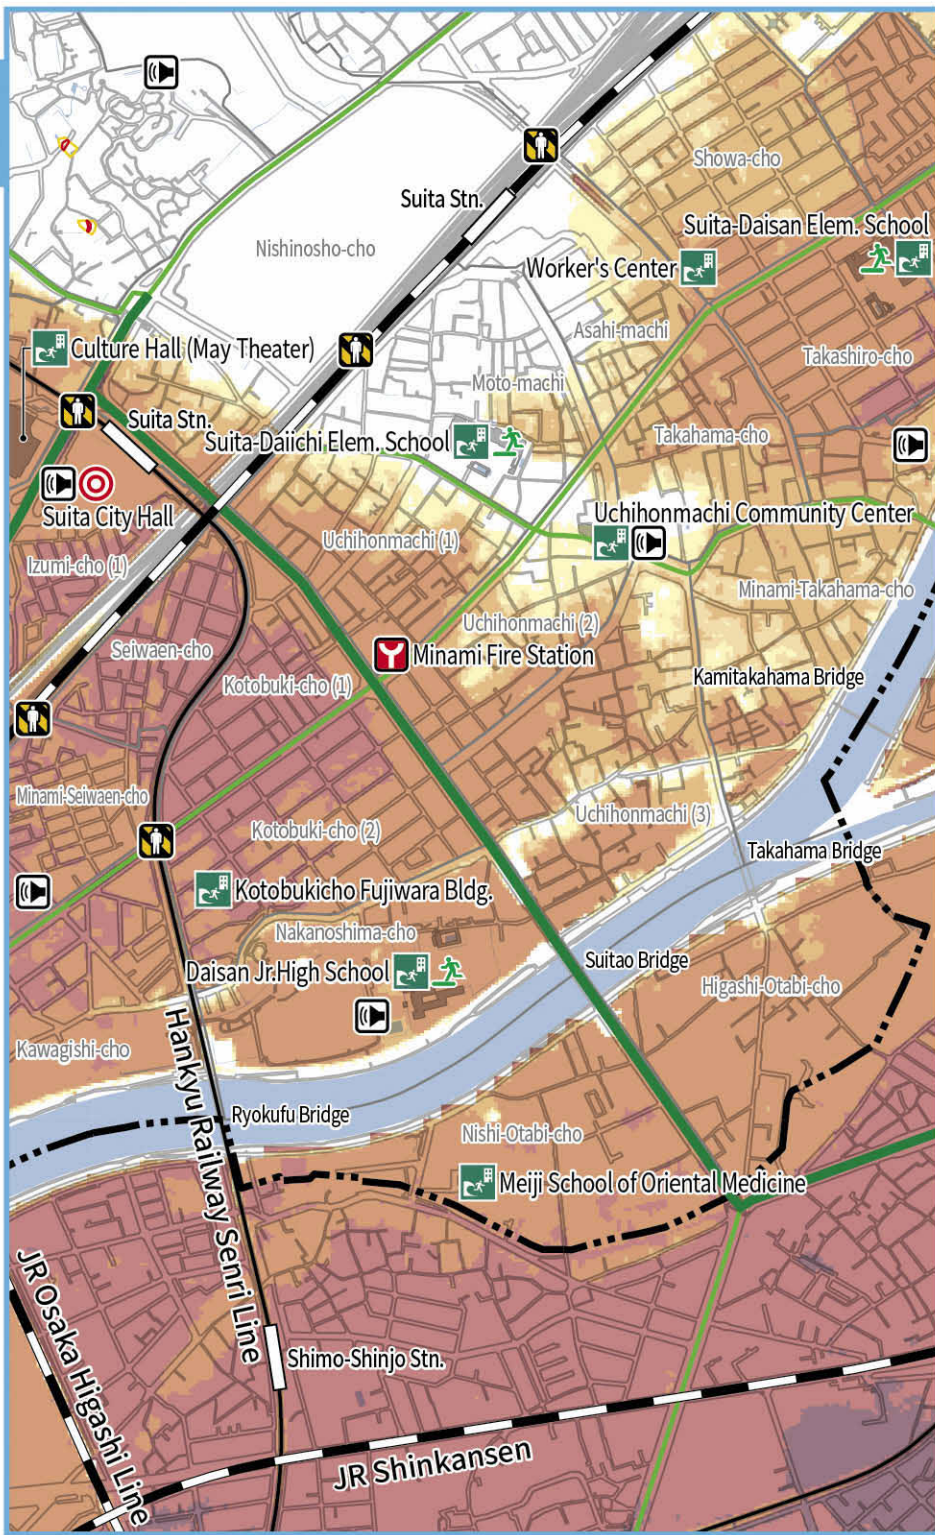 Showa-cho
Suita Stn.
Suita-Daisan Elem. School
Nishinosho-cho
Worker's Center
Asahi-machi
Culture Hall (May Theater)
Takashiro-cho
Moto-machi
Suita Stn.
Suita-Daiichi Elem. School
Takahama-cho
Suita City Hall
Uchihonmachi Community Center
Uchihonmachi (1)
Izumi-cho (1)
Minami-Takahama-cho
Uchihonmachi (2)
Seiwaen-cho
Minami Fire Station
Kamitakahama Bridge
Kotobuki-cho (1)
Minami-Seiwaen-cho
Uchihonmachi (3)
Kotobuki-cho (2)
Takahama Bridge
Kotobukicho Fujiwara Bldg.
Nakanoshima-cho
Suitao Bridge
Daisan Jr.High School
Higashi-Otabi-cho
Kawagishi-cho
Hankyu Railway Senri Line
Ryokufu Bridge
Nishi-Otabi-cho
Meiji School of Oriental Medicine
JR Osaka Higashi Line
Shimo-Shinjo Stn.
JR Shinkansen